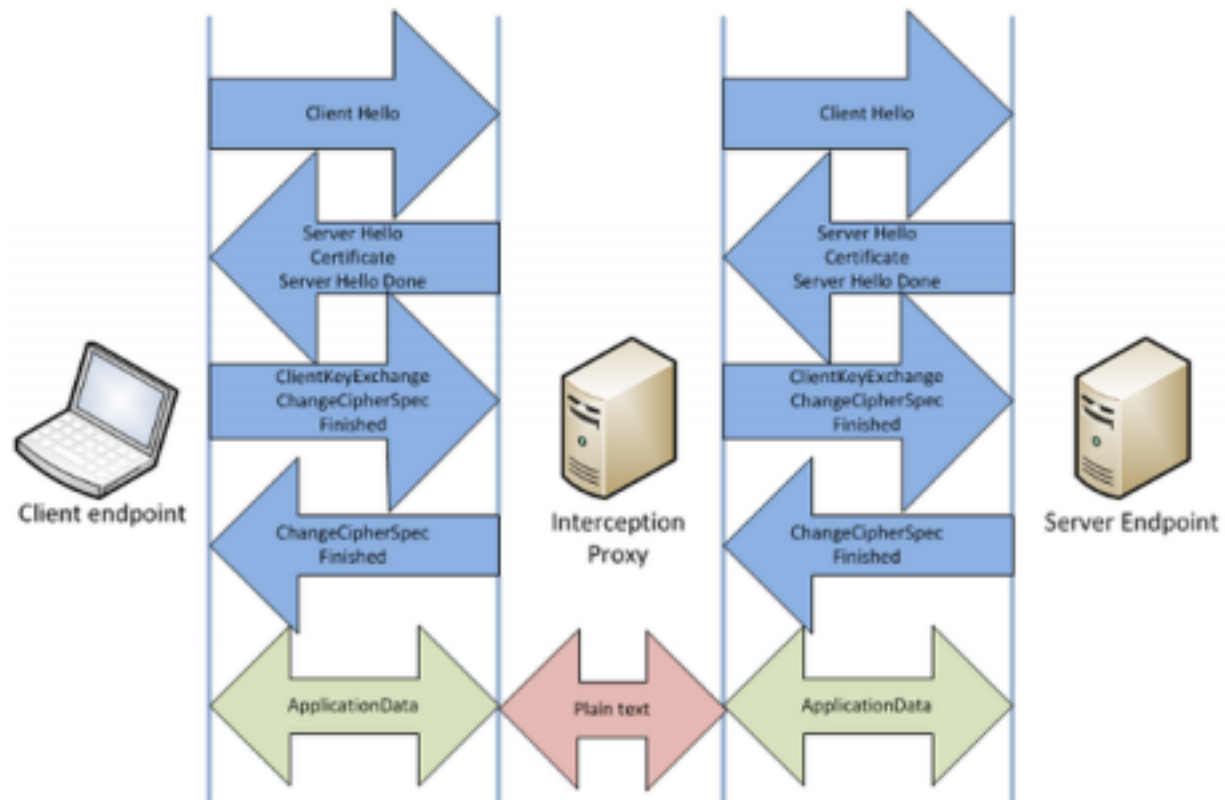 Client Hello
Client Hello
Server Hello
Certificate
Server Hello Done
Server Hello
Certificate
Server Hello Done
ClientKeyExchange
ChangeCipherSpec
Finished
ClientKeyExchange
ChangeCipherSpec
Finished
Client endpoint
Interception
Proxy
Server Endpoint
ChangeCipherSpec
Finished
ChangeCipherSpec
Finished
ApplicationData
Plain text
ApplicationData